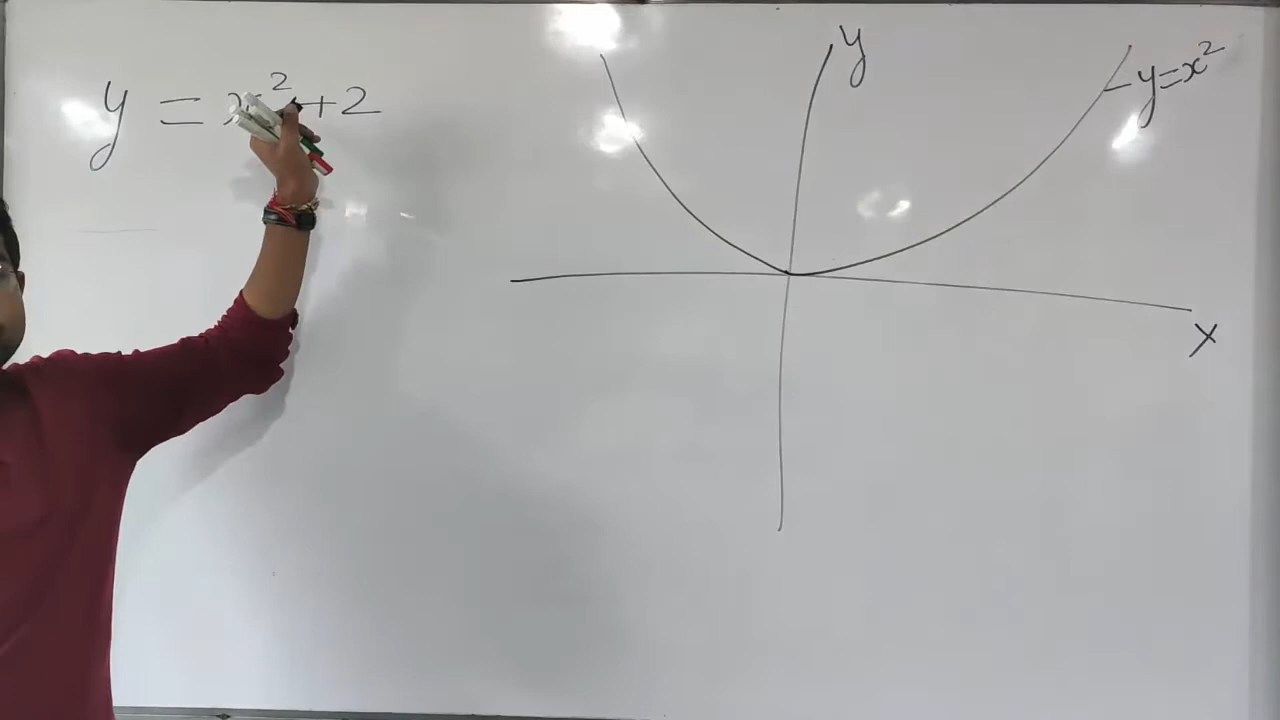 y = x²+2
y
y=x²
x